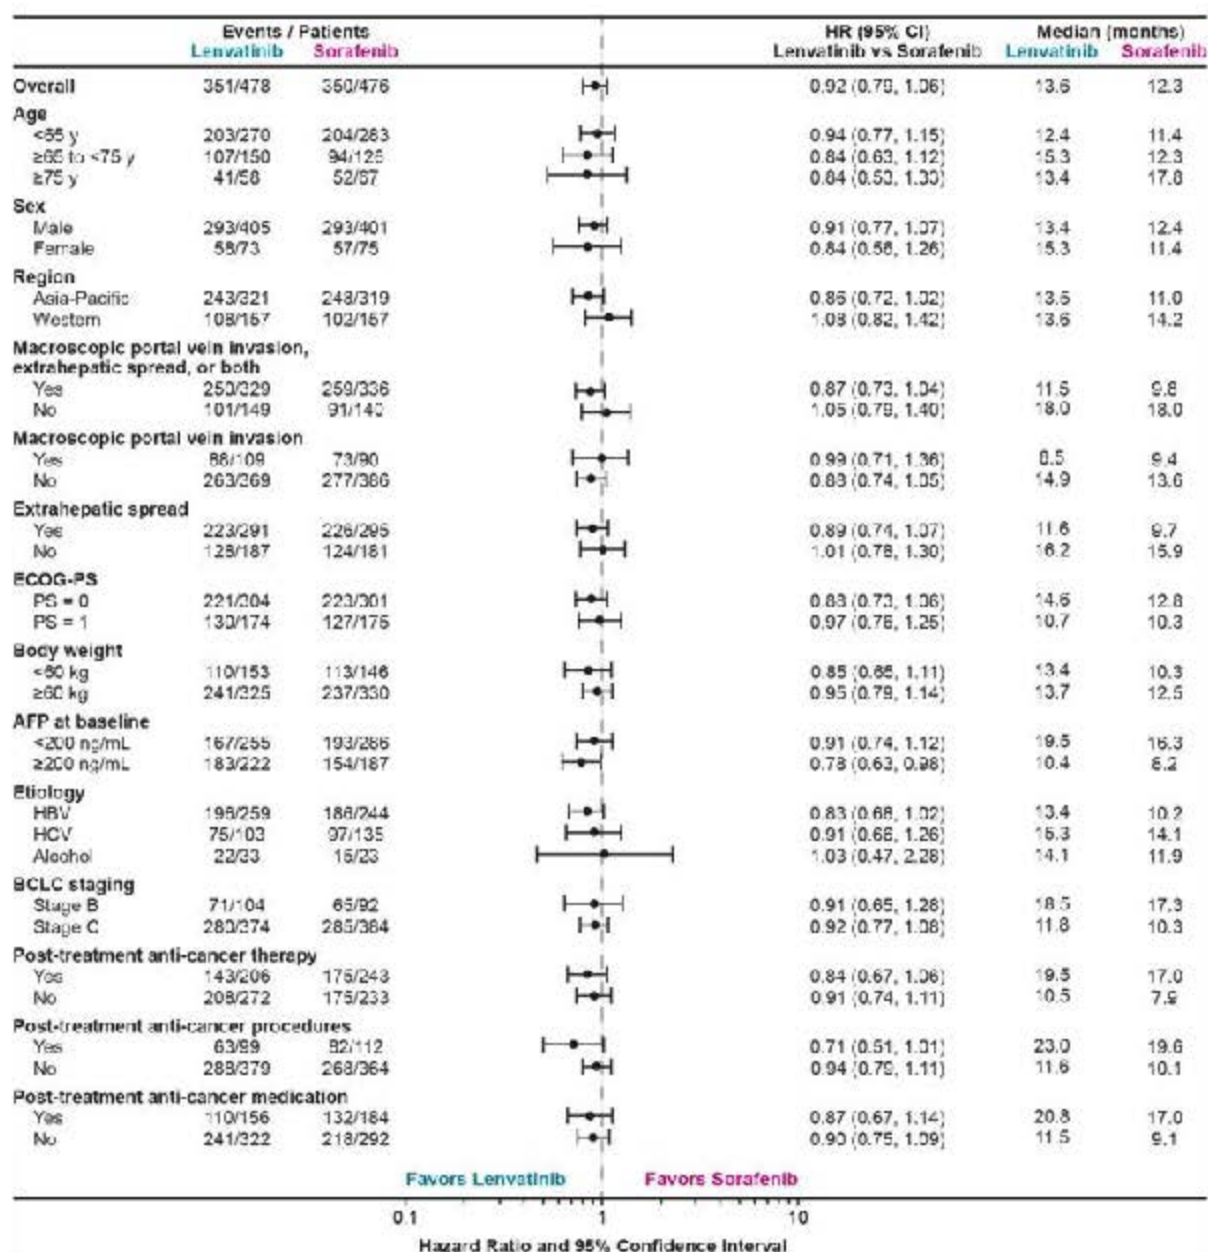 Events / Patients HR (95% CI) Median (months)
Lenvatinib Sorafenib Lenvatinib vs Sorafenib Lenvatinib Sorafenib
Overall 351/478 350/476 0.92 (0.79, 1.06) 13.6 12.3
Age
<65 y 203/270 204/283 0.94 (0.77, 1.15) 12.4 11.4
≥65 to <75 y 107/150 94/126 0.84 (0.63, 1.12) 15.3 12.3
≥75 y 41/58 52/67 0.84 (0.53, 1.33) 13.4 17.8
Sex
Male 293/405 293/401 0.91 (0.77, 1.07) 13.4 12.4
Female 58/73 57/75 0.84 (0.56, 1.26) 15.3 11.4
Region
Asia-Pacific 243/321 248/319 0.86 (0.72, 1.02) 13.5 11.0
Western 108/157 102/157 1.08 (0.82, 1.42) 13.6 14.2
Macroscopic portal vein invasion,
extrahepatic spread, or both
Yes 250/329 259/336 0.87 (0.73, 1.04) 11.5 9.8
No 101/149 91/140 1.05 (0.79, 1.40) 18.0 18.0
Macroscopic portal vein invasion
Yes 88/109 73/90 0.99 (0.71, 1.36) 8.5 9.4
No 263/369 277/386 0.88 (0.74, 1.05) 14.9 13.6
Extrahepatic spread
Yes 223/291 226/295 0.89 (0.74, 1.07) 11.6 9.7
No 128/187 124/181 1.01 (0.78, 1.30) 16.2 15.9
ECOG-PS
PS = 0 221/304 223/301 0.88 (0.73, 1.06) 14.6 12.8
PS = 1 130/174 127/175 0.97 (0.76, 1.25) 10.7 10.3
Body weight
<60 kg 110/153 113/146 0.85 (0.65, 1.11) 13.4 10.3
≥60 kg 241/325 237/330 0.95 (0.79, 1.14) 13.7 12.5
AFP at baseline
<200 ng/mL 167/255 193/286 0.91 (0.74, 1.12) 19.5 16.3
≥200 ng/mL 183/222 154/187 0.78 (0.63, 0.98) 10.4 8.2
Etiology
HBV 196/259 186/244 0.83 (0.68, 1.02) 13.4 10.2
HCV 75/103 97/135 0.91 (0.66, 1.26) 15.3 14.1
Alcohol 22/33 15/23 1.03 (0.47, 2.28) 14.1 11.9
BCLC staging
Stage B 71/104 65/92 0.91 (0.65, 1.28) 18.5 17.3
Stage C 280/374 285/384 0.92 (0.77, 1.08) 11.8 10.3
Post-treatment anti-cancer therapy
Yes 143/206 175/243 0.84 (0.67, 1.06) 19.5 17.0
No 208/272 175/233 0.91 (0.74, 1.11) 10.5 7.9
Post-treatment anti-cancer procedures
Yes 63/99 82/112 0.71 (0.51, 1.01) 23.0 19.6
No 288/379 268/364 0.94 (0.79, 1.11) 11.6 10.1
Post-treatment anti-cancer medication
Yes 110/156 132/184 0.87 (0.67, 1.14) 20.8 17.0
No 241/322 218/292 0.90 (0.75, 1.09) 11.5 9.1
Favors Lenvatinib Favors Sorafenib
0.1 1 10
Hazard Ratio and 95% Confidence Interval